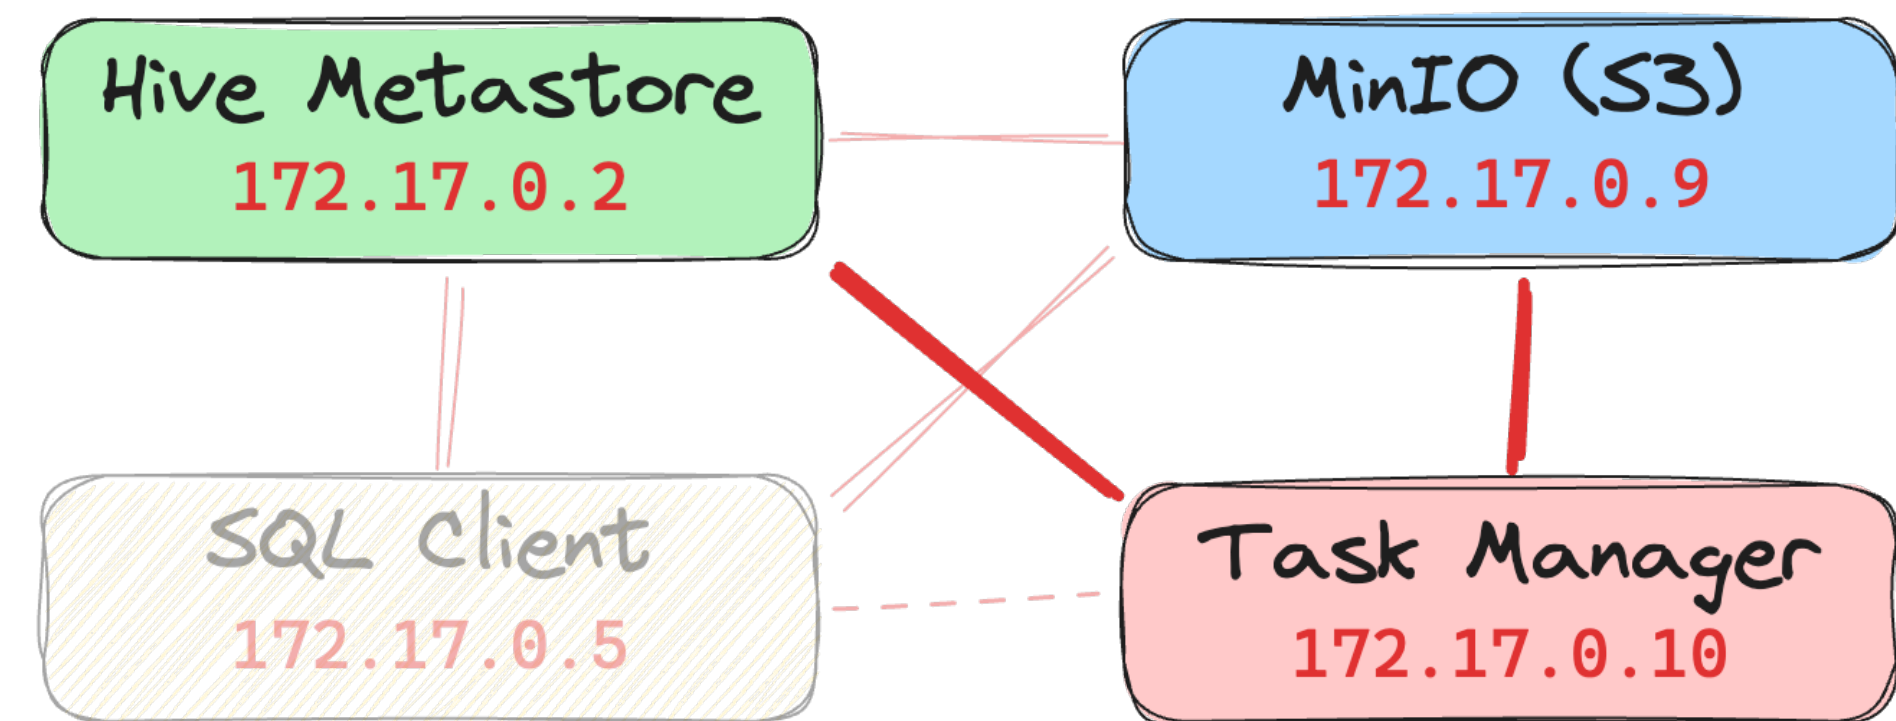 Hive Metastore
172.17.0.2
MinIO (S3)
172.17.0.9
SQL Client
172.17.0.5
Task Manager
172.17.0.10